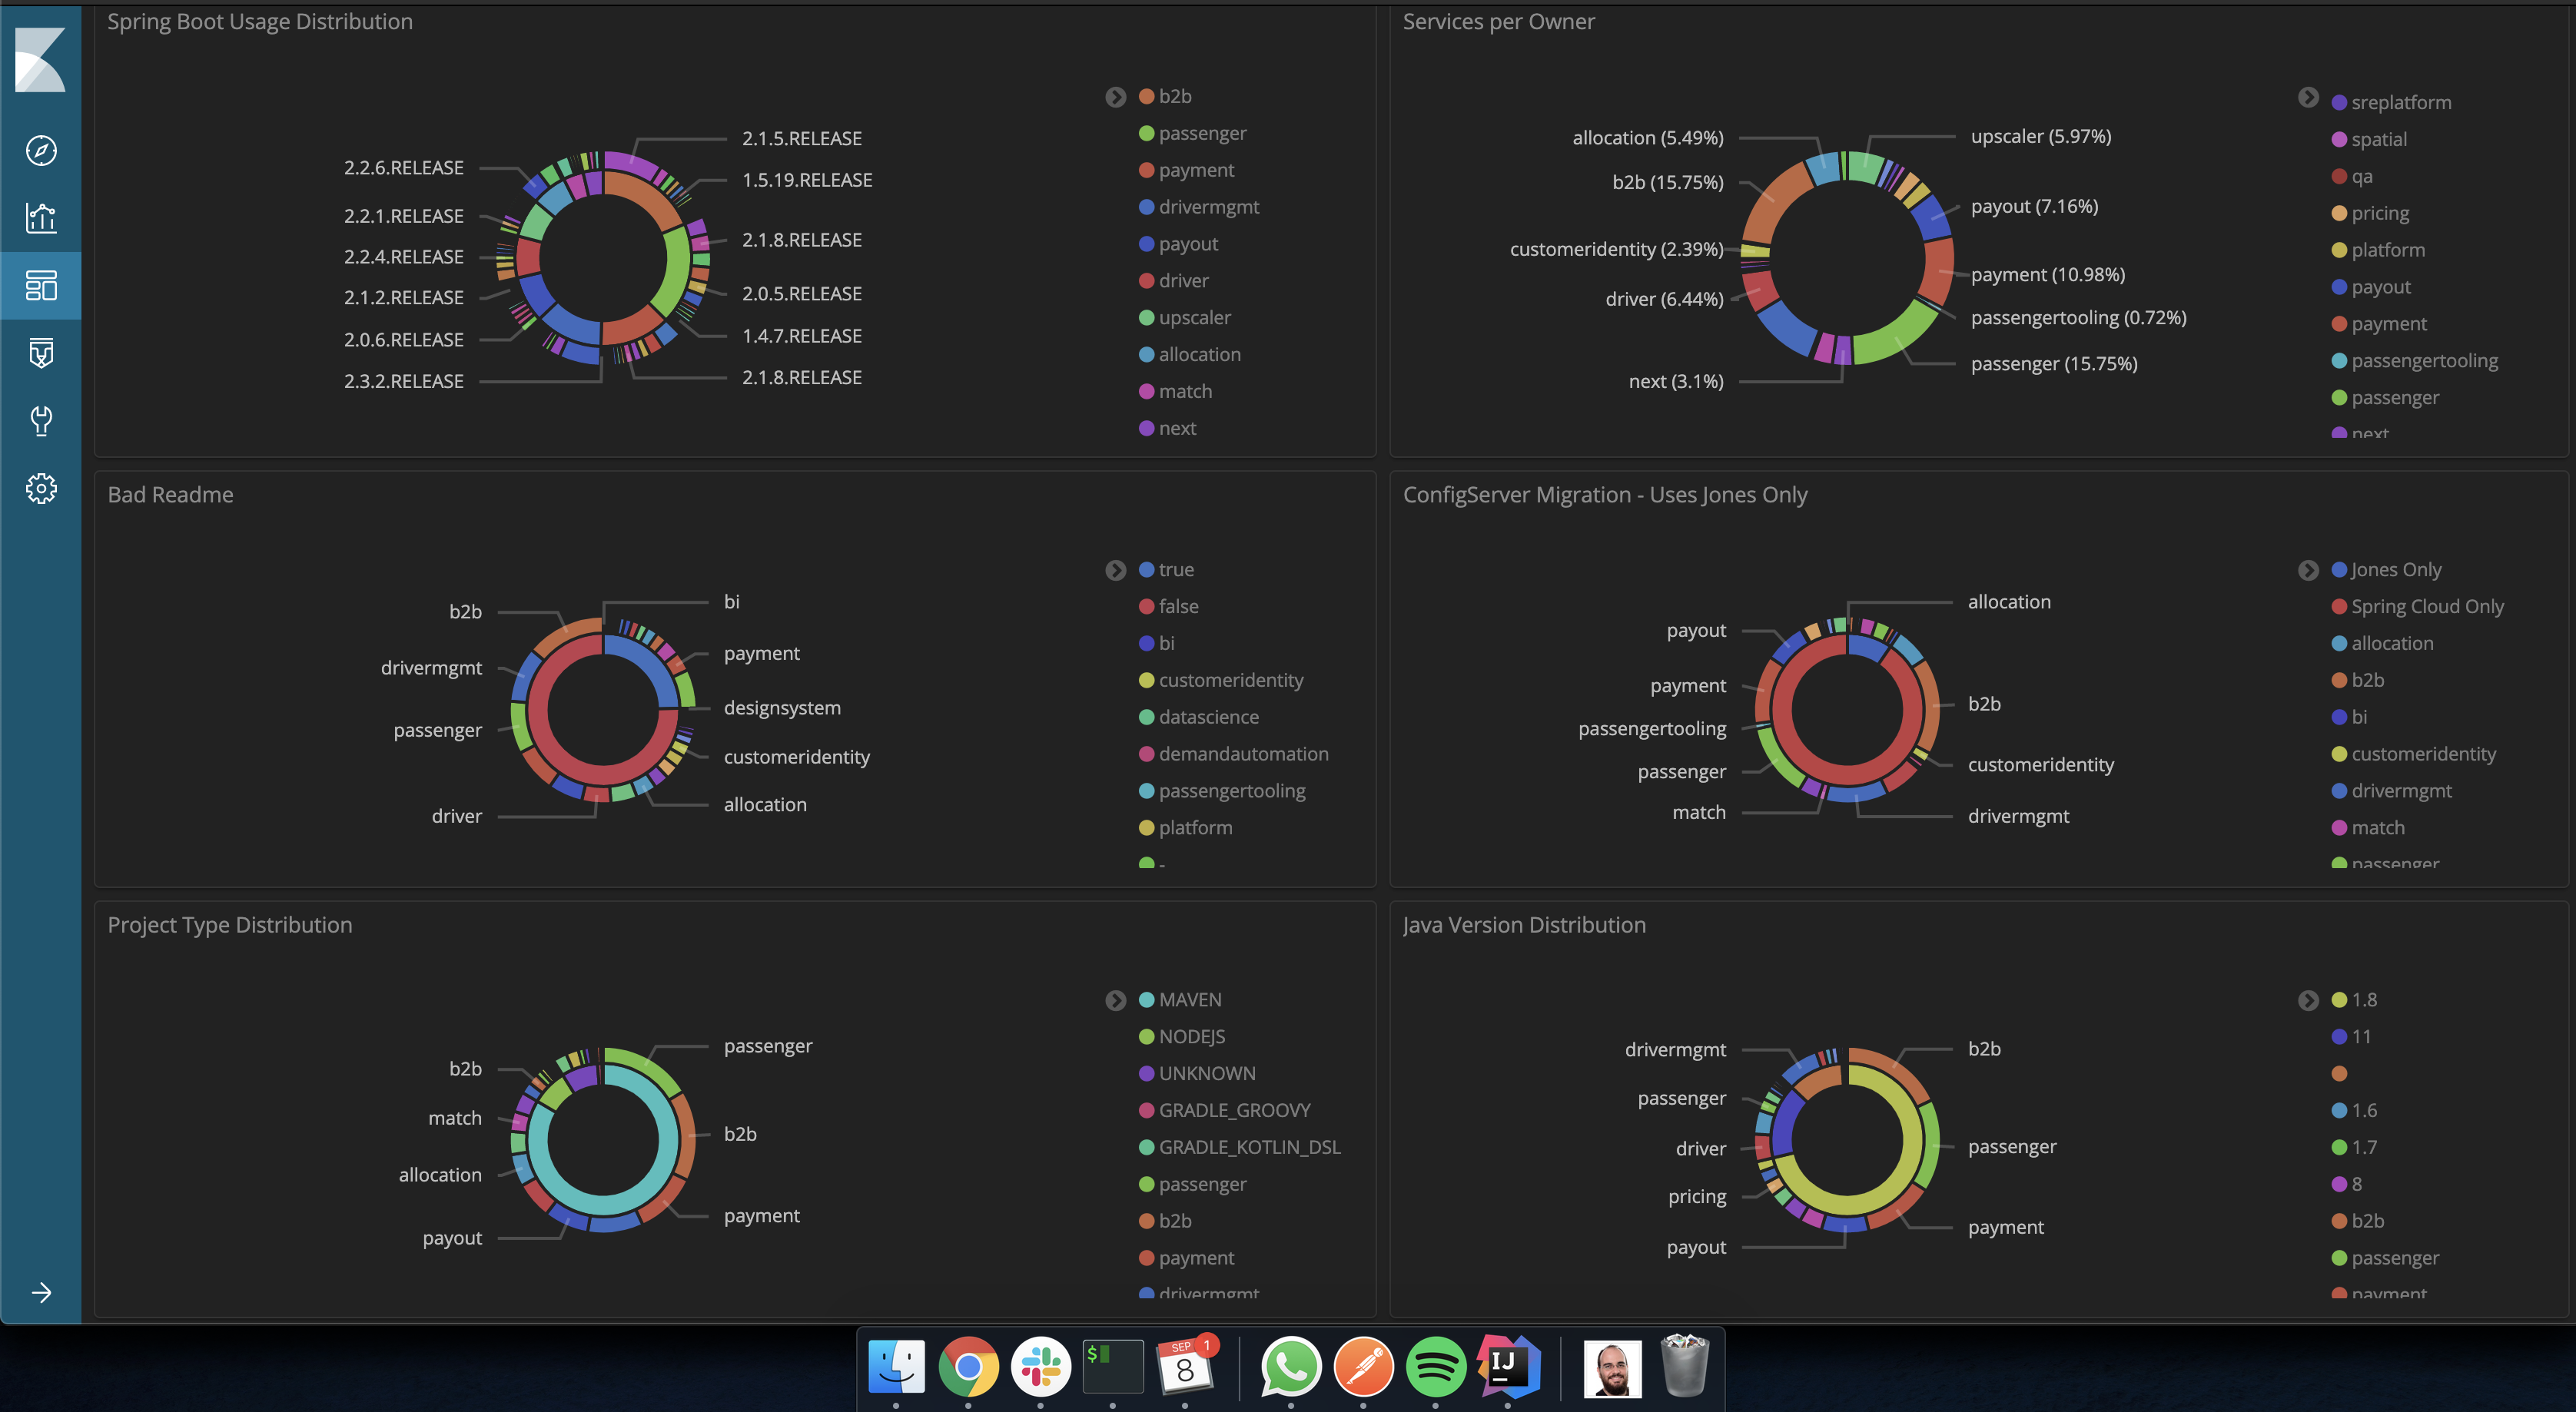 Spring Boot Usage Distribution
2.2.6.RELEASE
2.2.1.RELEASE
2.2.4.RELEASE
2.1.2.RELEASE
2.0.6.RELEASE
2.3.2.RELEASE
2.1.5.RELEASE
1.5.19.RELEASE
2.1.8.RELEASE
2.0.5.RELEASE
1.4.7.RELEASE
2.1.8.RELEASE
b2b
passenger
payment
drivermgmt
payout
driver
upscaler
allocation
match
next
Services per Owner
allocation (5.49%)
b2b (15.75%)
customeridentity (2.39%)
driver (6.44%)
next (3.1%)
upscaler (5.97%)
payout (7.16%)
payment (10.98%)
passengertooling (0.72%)
passenger (15.75%)
sreplatform
spatial
qa
pricing
platform
payout
payment
passengertooling
passenger
next
Bad Readme
b2b
drivermgmt
passenger
driver
bi
payment
designsystem
customeridentity
allocation
true
false
bi
customeridentity
datascience
demandautomation
passengertooling
platform
-
ConfigServer Migration - Uses Jones Only
payout
payment
passengertooling
passenger
match
allocation
b2b
customeridentity
drivermgmt
Jones Only
Spring Cloud Only
allocation
b2b
bi
customeridentity
drivermgmt
match
passenger
Project Type Distribution
b2b
match
allocation
payout
passenger
b2b
payment
MAVEN
NODEJS
UNKNOWN
GRADLE_GROOVY
GRADLE_KOTLIN_DSL
passenger
b2b
payment
drivermgmt
Java Version Distribution
drivermgmt
passenger
driver
pricing
payout
b2b
passenger
payment
1.8
11
1.6
1.7
8
b2b
passenger
payment
$
SEP
1
8
IJ